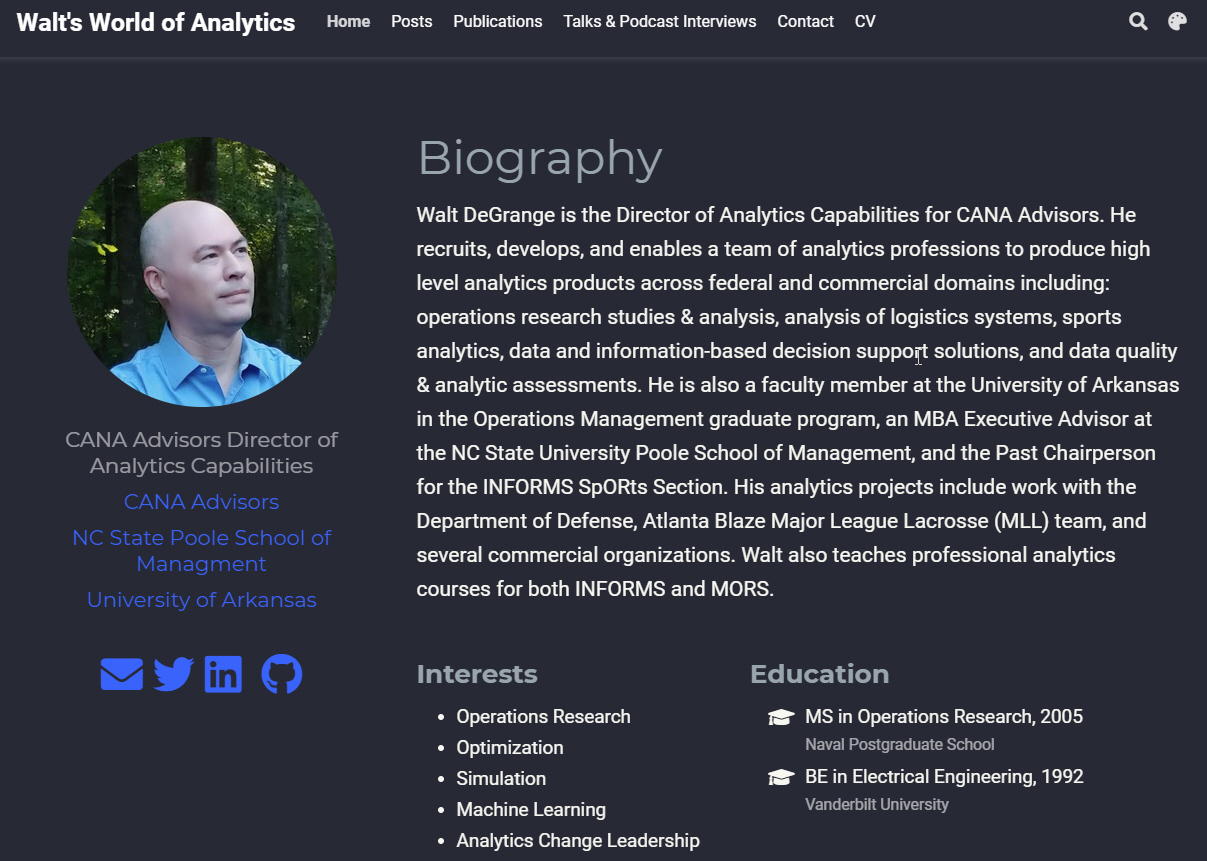 Walt's World of Analytics
Home Posts Publications Talks & Podcast Interviews Contact CV
CANA Advisors Director of
Analytics Capabilities
CANA Advisors
NC State Poole School of
Managment
University of Arkansas
Biography
Walt DeGrange is the Director of Analytics Capabilities for CANA Advisors. He
recruits, develops, and enables a team of analytics professions to produce high
level analytics products across federal and commercial domains including:
operations research studies & analysis, analysis of logistics systems, sports
analytics, data and information-based decision support solutions, and data quality
& analytic assessments. He is also a faculty member at the University of Arkansas
in the Operations Management graduate program, an MBA Executive Advisor at
the NC State University Poole School of Management, and the Past Chairperson
for the INFORMS SpORts Section. His analytics projects include work with the
Department of Defense, Atlanta Blaze Major League Lacrosse (MLL) team, and
several commercial organizations. Walt also teaches professional analytics
courses for both INFORMS and MORS.
Interests
• Operations Research
• Optimization
• Simulation
• Machine Learning
• Analytics Change Leadership
Education
MS in Operations Research, 2005
Naval Postgraduate School
BE in Electrical Engineering, 1992
Vanderbilt University